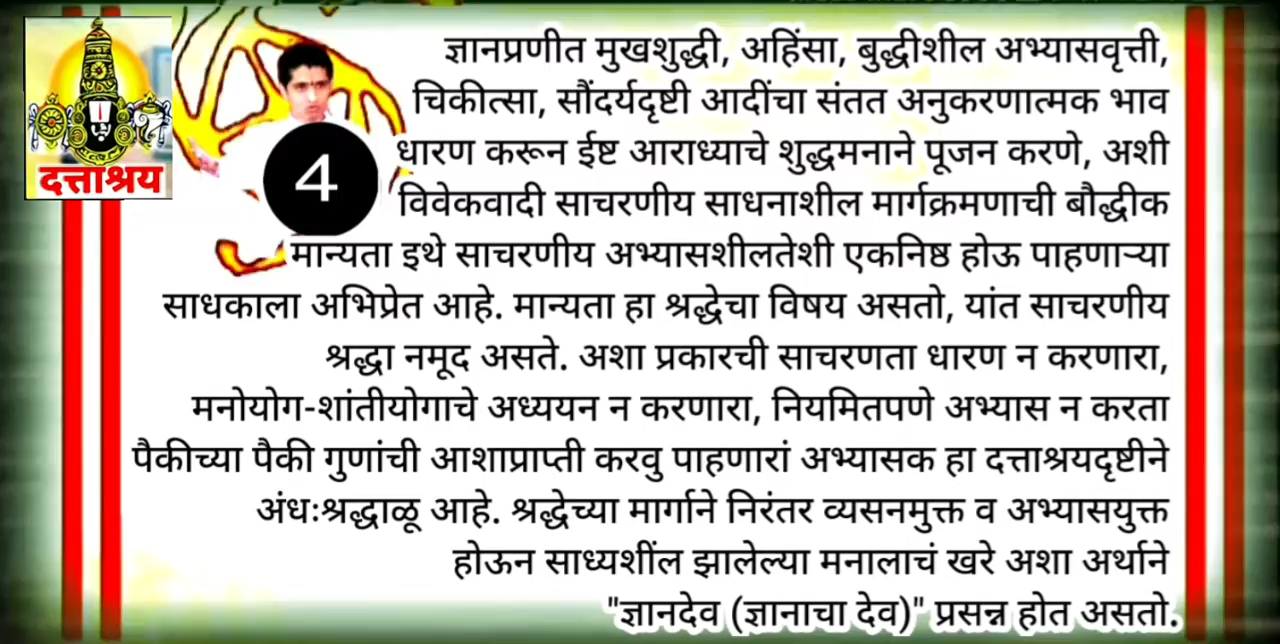 दत्ताश्रय
4
ज्ञानप्रणीत मुखशुद्धी, अहिंसा, बुद्धीशील अभ्यासवृत्ती,
चिकीत्सा, सौंदर्यदृष्टी आदींचा संतत अनुकरणात्मक भाव
धारण करून ईष्ट आराध्याचे शुद्धमनाने पूजन करणे, अशी
विवेकवादी साचरणीय साधनाशील मार्गक्रमणाची बौद्धीक
मान्यता इथे साचरणीय अभ्यासशीलतेशी एकनिष्ठ होऊ पाहणाऱ्या
साधकाला अभिप्रेत आहे. मान्यता हा श्रद्धेचा विषय असतो, यांत साचरणीय
श्रद्धा नमूद असते. अशा प्रकारची साचरणता धारण न करणारा,
मनोयोग-शांतीयोगाचे अध्ययन न करणारा, नियमितपणे अभ्यास न करता
पैकीच्या पैकी गुणांची आशाप्राप्ती करवु पाहणारां अभ्यासक हा दत्ताश्रयदृष्टीने
अंधःश्रद्धाळू आहे. श्रद्धेच्या मार्गाने निरंतर व्यसनमुक्त व अभ्यासयुक्त
होऊन साध्यशींल झालेल्या मनालाचं खरे अशा अर्थाने
"ज्ञानदेव (ज्ञानाचा देव)" प्रसन्न होत असतो.